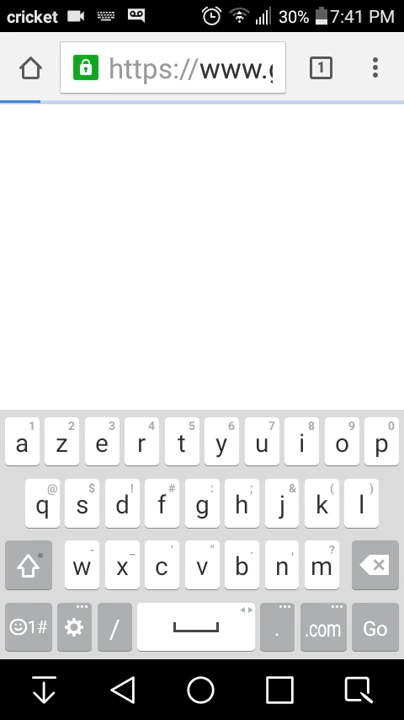 cricket 30% 7:41 PM
https://www.g 1
1 2 3 4 5 6 7 8 9 0
a z e r t y u i o p
@ $ ! # : ; & ( )
q s d f g h j k l
- _ ' " . , ?
w x c v b n m
☺1# / . .com Go